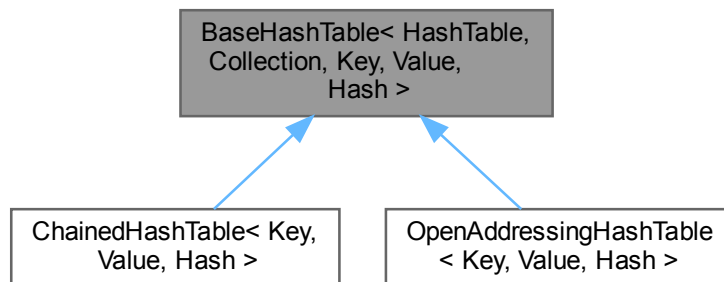 BaseHashTable< HashTable,
Collection, Key, Value,
Hash >
ChainedHashTable< Key,
Value, Hash >
OpenAddressingHashTable
< Key, Value, Hash >